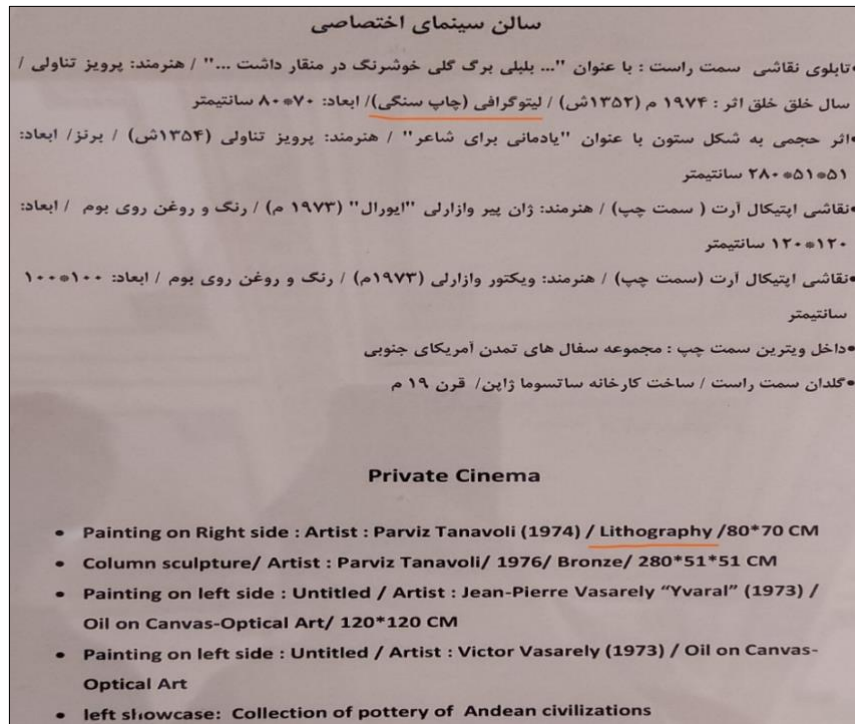 سالن سینمای اختصاصی
•تابلوی نقاشی سمت راست : با عنوان "... بلبلی برگ گلی خوشرنگ در منقار داشت ..." / هنرمند: پرویز تناولی /
سال خلق خلق اثر : ۱۹۷۴ م (۱۳۵۲ش) / لیتوگرافی (چاپ سنگی)/ ابعاد: ۷۰*۸۰ سانتیمتر
•اثر حجمی به شکل ستون با عنوان "یادمانی برای شاعر" / هنرمند: پرویز تناولی (۱۳۵۴ش) / برنز/ ابعاد:
۵۱*۵۱*۲۸۰ سانتیمتر
•نقاشی اپتیکال آرت ( سمت چپ) / هنرمند: ژان پیر وازارلی "ایورال" (۱۹۷۳ م) / رنگ و روغن روی بوم / ابعاد:
۱۲۰*۱۲۰ سانتیمتر
•نقاشی اپتیکال آرت (سمت چپ) / هنرمند: ویکتور وازارلی (۱۹۷۳م) / رنگ و روغن روی بوم / ابعاد: ۱۰۰*۱۰۰
سانتیمتر
•داخل ویترین سمت چپ : مجموعه سفال های تمدن آمریکای جنوبی
•گلدان سمت راست / ساخت کارخانه ساتسوما ژاپن/ قرن ۱۹ م
Private Cinema
• Painting on Right side : Artist : Parviz Tanavoli (1974) / Lithography /80*70 CM
• Column sculpture/ Artist : Parviz Tanavoli/ 1976/ Bronze/ 280*51*51 CM
• Painting on left side : Untitled / Artist : Jean-Pierre Vasarely “Yvaral” (1973) /
Oil on Canvas-Optical Art/ 120*120 CM
• Painting on left side : Untitled / Artist : Victor Vasarely (1973) / Oil on Canvas-
Optical Art
• left showcase: Collection of pottery of Andean civilizations